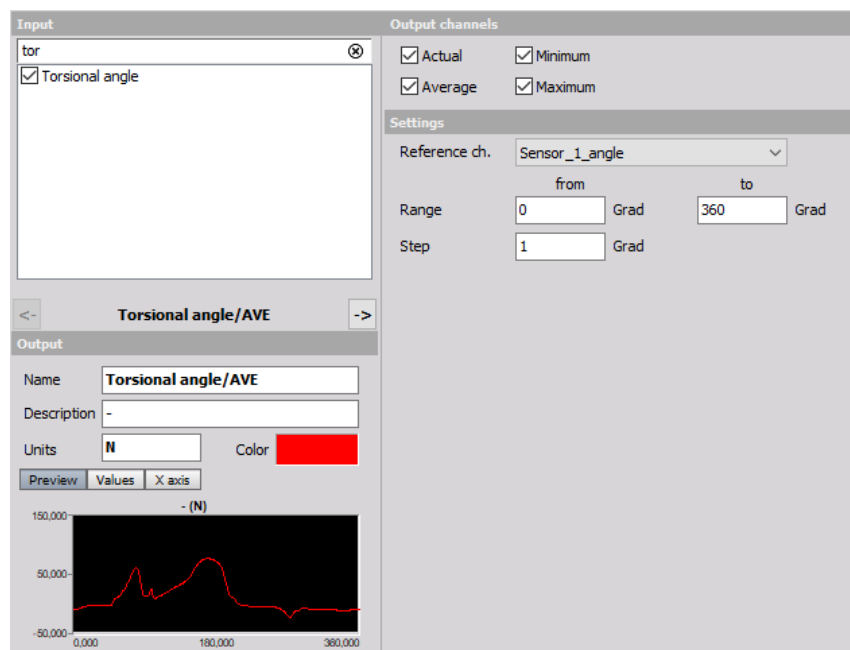 Input
tor
Torsional angle
<- Torsional angle/AVE ->
Output
Name Torsional angle/AVE
Description -
Units N Color
Preview Values X axis
- (N)
150,000
50,000
-50,000
0,000 180,000 360,000
Output channels
Actual Minimum
Average Maximum
Settings
Reference ch. Sensor_1_angle
from to
Range 0 Grad 360 Grad
Step 1 Grad